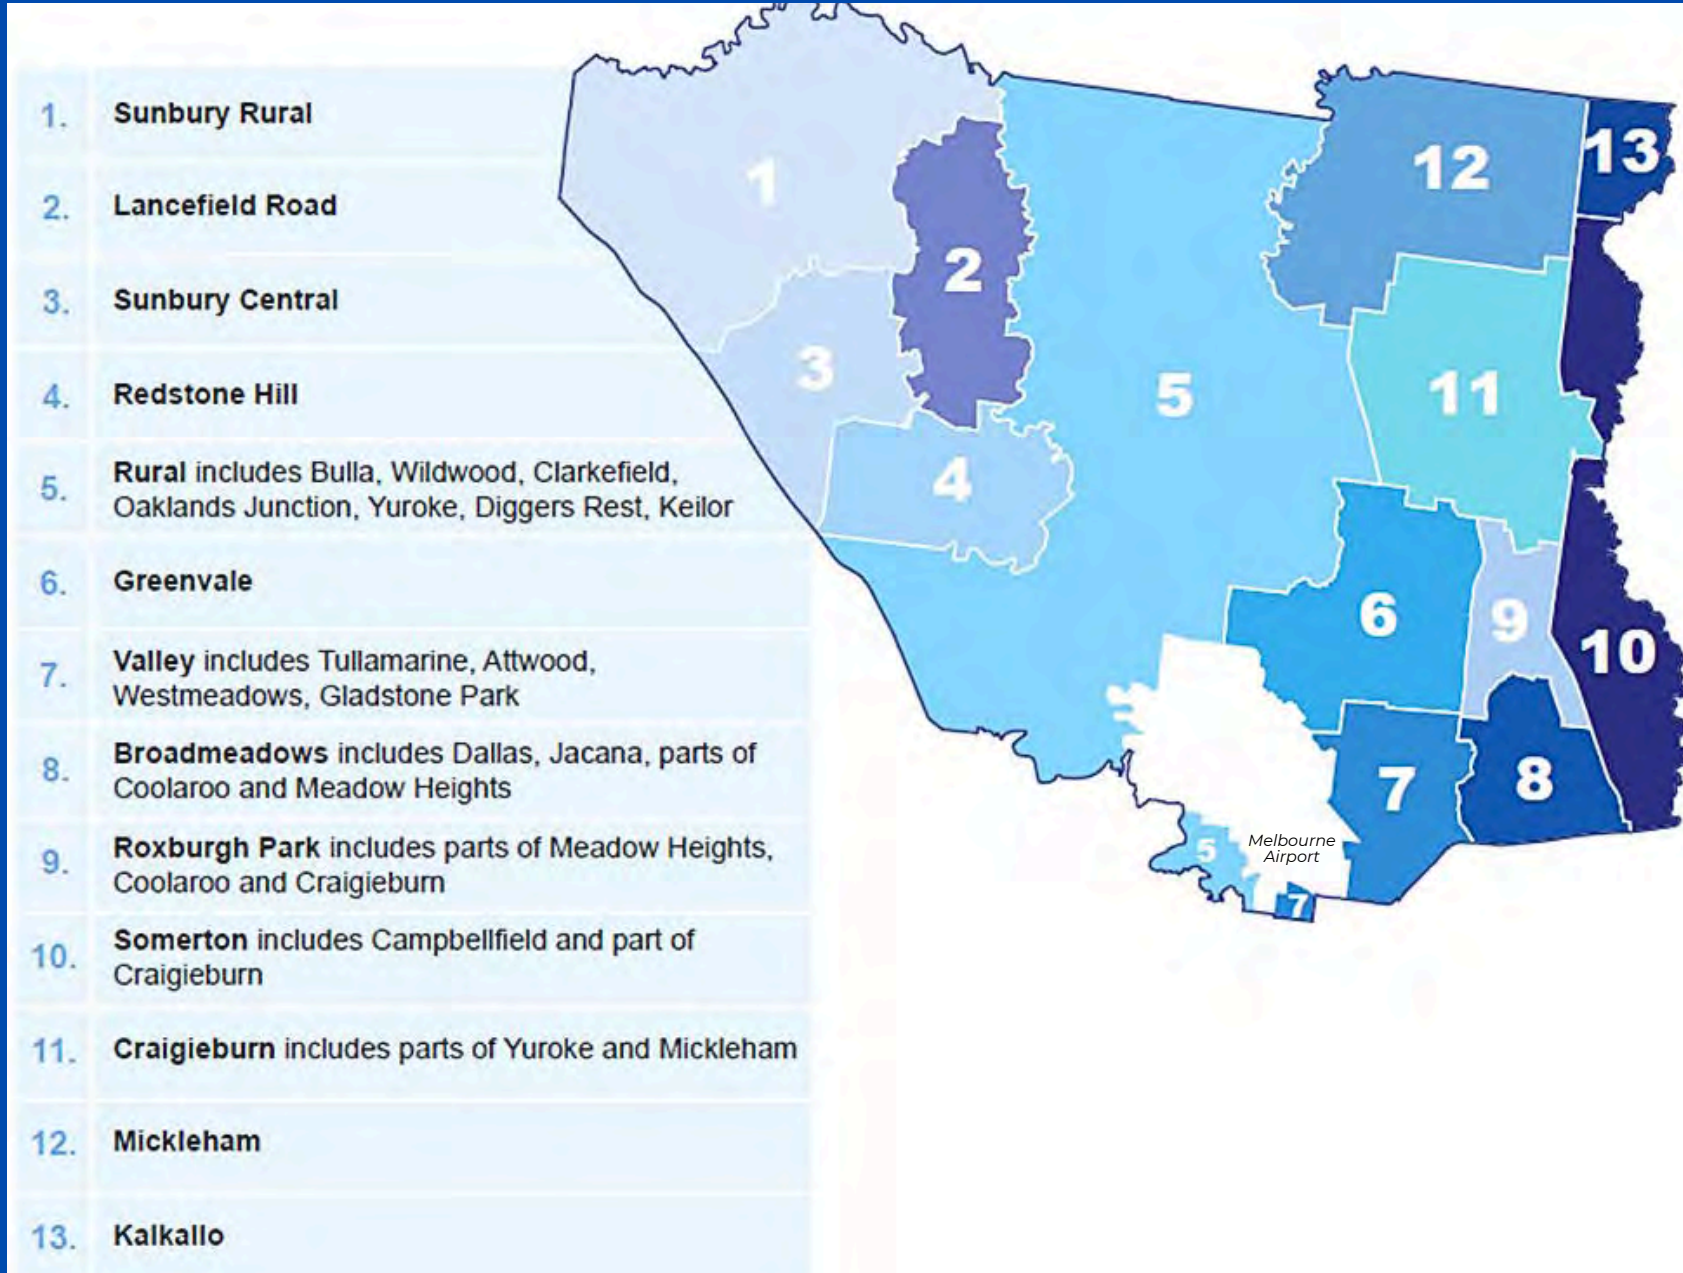 1. Sunbury Rural
2. Lancefield Road
3. Sunbury Central
4. Redstone Hill
5. Rural includes Bulla, Wildwood, Clarkefield,
Oaklands Junction, Yuroke, Diggers Rest, Keilor
6. Greenvale
7. Valley includes Tullamarine, Attwood,
Westmeadows, Gladstone Park
8. Broadmeadows includes Dallas, Jacana, parts of
Coolaroo and Meadow Heights
9. Roxburgh Park includes parts of Meadow Heights,
Coolaroo and Craigieburn
10. Somerton includes Campbellfield and part of
Craigieburn
11. Craigieburn includes parts of Yuroke and Mickleham
12. Mickleham
13. Kalkallo
1
2
3
4
5
6
7
8
9
10
11
12
13
5
Melbourne
Airport
7